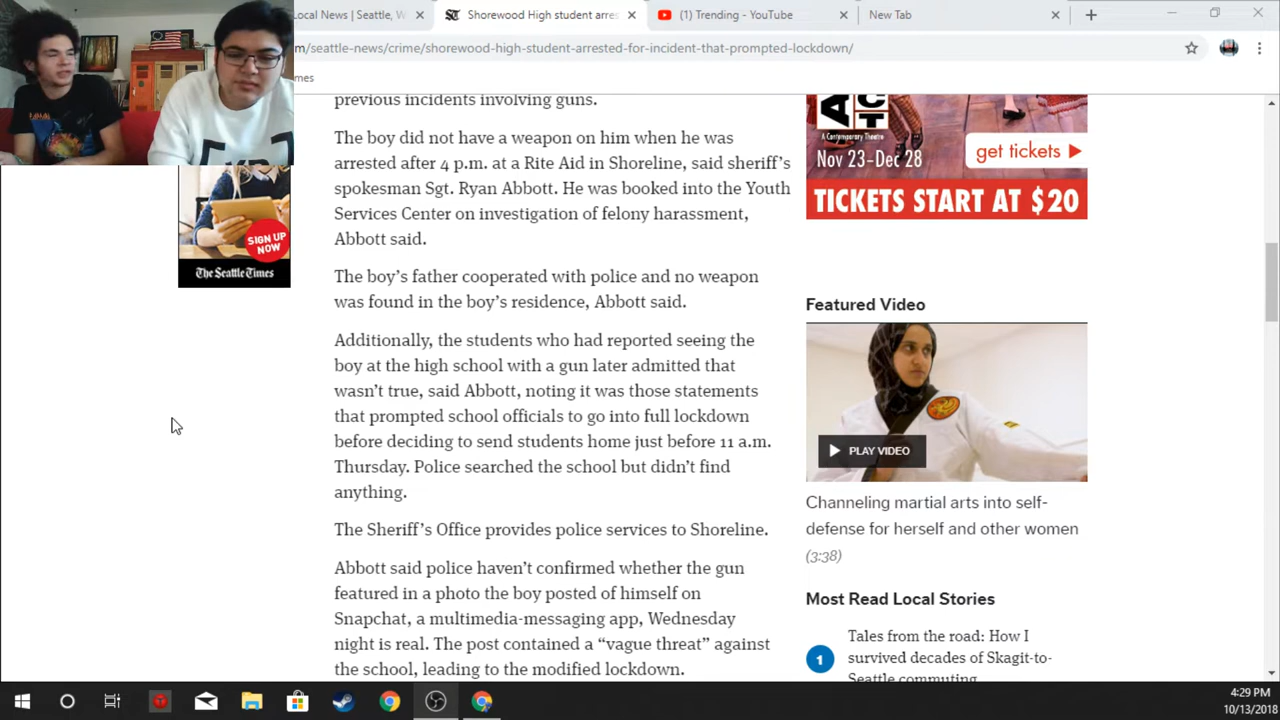 Local News | Seattle, W
Shorewood High student arres
(1) Trending - YouTube
New Tab
m/seattle-news/crime/shorewood-high-student-arrested-for-incident-that-prompted-lockdown/
mes
previous incidents involving guns.
The boy did not have a weapon on him when he was
arrested after 4 p.m. at a Rite Aid in Shoreline, said sheriff's
spokesman Sgt. Ryan Abbott. He was booked into the Youth
Services Center on investigation of felony harassment,
Abbott said.
The boy's father cooperated with police and no weapon
was found in the boy's residence, Abbott said.
Additionally, the students who had reported seeing the
boy at the high school with a gun later admitted that
wasn't true, said Abbott, noting it was those statements
that prompted school officials to go into full lockdown
before deciding to send students home just before 11 a.m.
Thursday. Police searched the school but didn't find
anything.
The Sheriff's Office provides police services to Shoreline.
Abbott said police haven't confirmed whether the gun
featured in a photo the boy posted of himself on
Snapchat, a multimedia-messaging app, Wednesday
night is real. The post contained a “vague threat” against
the school, leading to the modified lockdown.
SIGN UP
NOW
The Seattle Times
ACT
A Contemporary Theatre
Nov 23-Dec 28
get tickets
TICKETS START AT $20
Featured Video
PLAY VIDEO
Channeling martial arts into self-
defense for herself and other women
(3:38)
Most Read Local Stories
1
Tales from the road: How I
survived decades of Skagit-to-
Seattle commuting
4:29 PM
10/13/2018